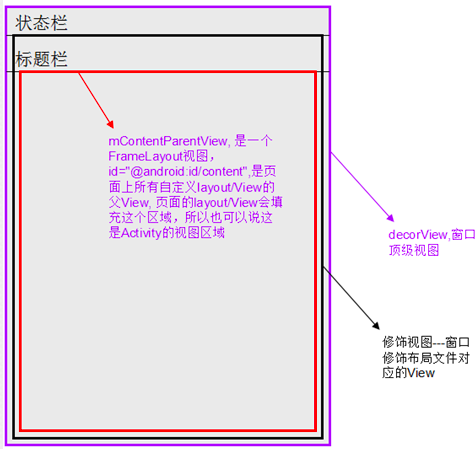 状态栏
标题栏
mContentParentView, 是一个
FrameLayout视图，
id="@android:id/content",是页
面上所有自定义layout/View的
父View, 页面的layout/View会填
充这个区域，所以也可以说这
是Activity的视图区域
decorView,窗口
顶级视图
修饰视图---窗口
修饰布局文件对
应的View